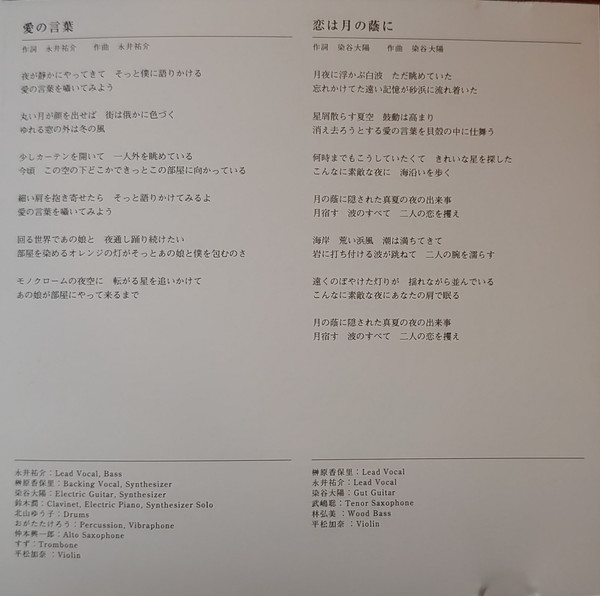 愛の言葉
作詞 永井祐介 作曲 永井祐介
夜が静かにやってきて そっと僕に語りかける
愛の言葉を囁いてみよう
丸い月が顔を出せば 街は俄かに色づく
ゆれる窓の外は冬の風
少しカーテンを開いて 一人外を眺めている
今頃 この空の下どこかできっとこの部屋に向かっている
細い肩を抱き寄せたら そっと語りかけてみるよ
愛の言葉を囁いてみよう
回る世界であの娘と 夜通し踊り続けたい
部屋を染めるオレンジの灯がそっとあの娘と僕を包むのさ
モノクロームの夜空に 転がる星を追いかけて
あの娘が部屋にやって来るまで
永井祐介:Lead Vocal, Bass
榊原香保里:Backing Vocal, Synthesizer
染谷大陽:Electric Guitar, Synthesizer
鈴木潤:Clavinet, Electric Piano, Synthesizer Solo
北山ゆう子:Drums
おがたたけろう:Percussion, Vibraphone
仲本興一郎:Alto Saxophone
すず:Trombone
平松加奈:Violin
恋は月の蔭に
作詞 染谷大陽 作曲 染谷大陽
月夜に浮かぶ白波 ただ眺めていた
忘れかけてた遠い記憶が砂浜に流れ着いた
星屑散らす夏空 鼓動は高まり
消え去ろうとする愛の言葉を貝殻の中に仕舞う
何時までもこうしていたくて きれいな星を探した
こんなに素敵な夜に 海沿いを歩く
月の蔭に隠された真夏の夜の出来事
月宿す 波のすべて 二人の恋を攫え
海岸 荒い浜風 潮は満ちてきて
岩に打ち付ける波が跳ねて 二人の腕を濡らす
遠くのぼやけた灯りが 揺れながら並んでいる
こんなに素敵な夜にあなたの肩で眠る
月の蔭に隠された真夏の夜の出来事
月宿す 波のすべて 二人の恋を攫え
榊原香保里:Lead Vocal
永井祐介:Lead Vocal
染谷大陽:Gut Guitar
武嶋聡:Tenor Saxophone
林弘美:Wood Bass
平松加奈:Violin